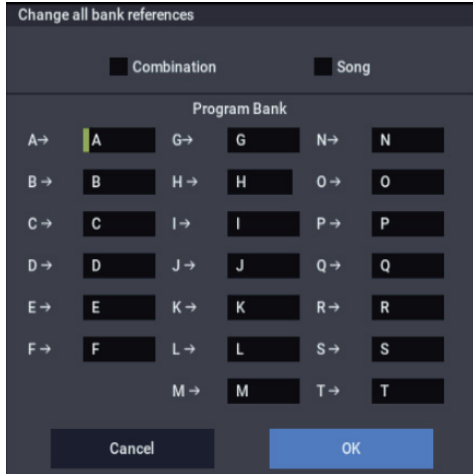 Change all bank references
Combination Song
Program Bank
A→ A G→ G N→ N
B→ B H→ H O→ O
C→ C I→ I P→ P
D→ D J→ J Q→ Q
E→ E K→ K R→ R
F→ F L→ L S→ S
M→ M T→ T
Cancel OK